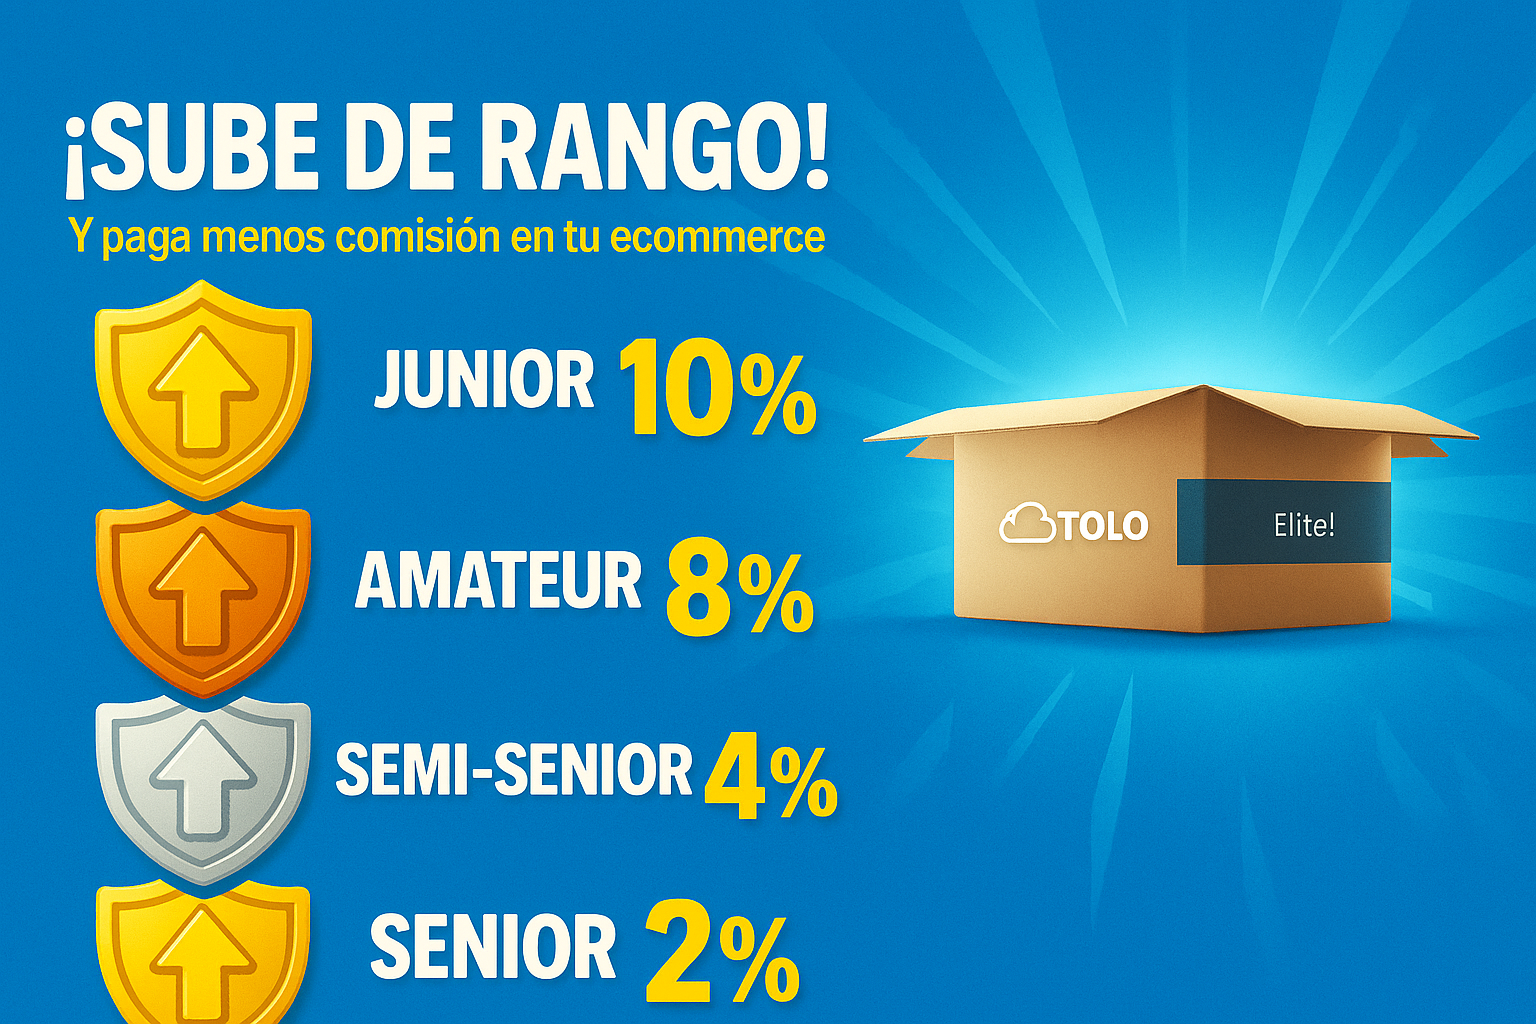 ¡SUBE DE RANGO!
Y paga menos comisión en tu ecommerce
JUNIOR 10%
AMATEUR 8%
SEMI-SENIOR 4%
SENIOR 2%
TOLO
Elite!